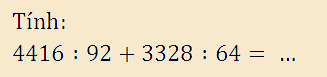 Tính:
4416 : 92 + 3328 : 64 = ...